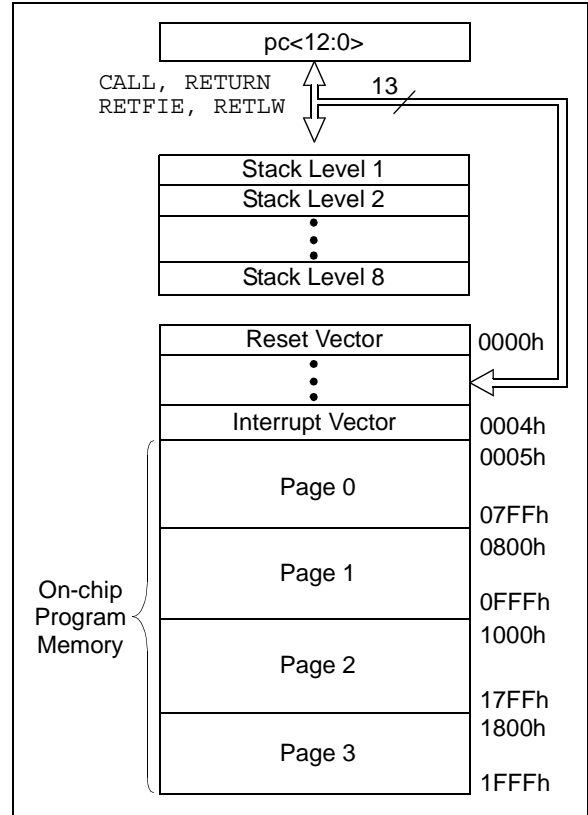 pc<12:0>
CALL, RETURN
RETFIE, RETLW
13
Stack Level 1
Stack Level 2
Stack Level 8
Reset Vector
0000h
Interrupt Vector
0004h
0005h
Page 0
07FFh
0800h
Page 1
0FFFh
On-chip
Program
Memory
1000h
Page 2
17FFh
1800h
Page 3
1FFFh